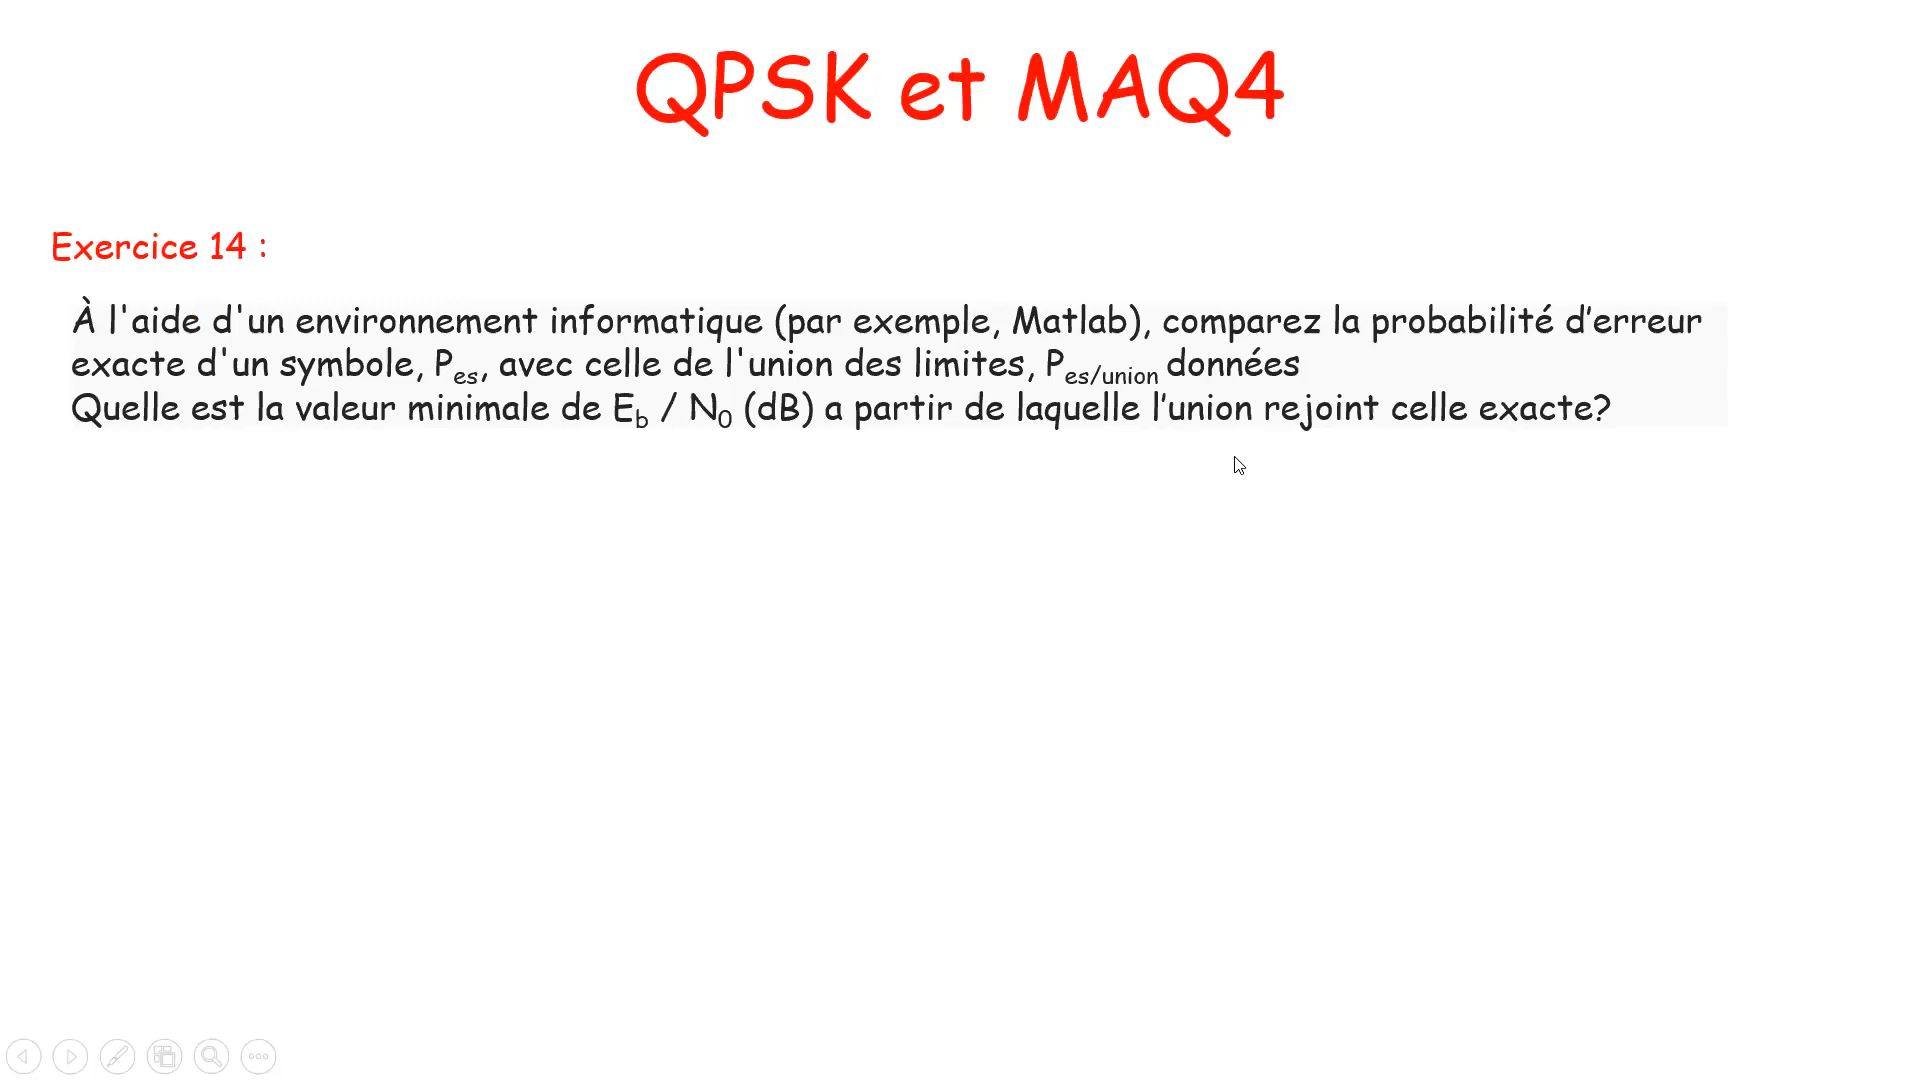 QPSK et MAQ4
Exercice 14 :
À l'aide d'un environnement informatique (par exemple, Matlab), comparez la probabilité d’erreur
exacte d'un symbole, Pes, avec celle de l'union des limites, Pes/union données
Quelle est la valeur minimale de Eb / N0 (dB) a partir de laquelle l’union rejoint celle exacte?